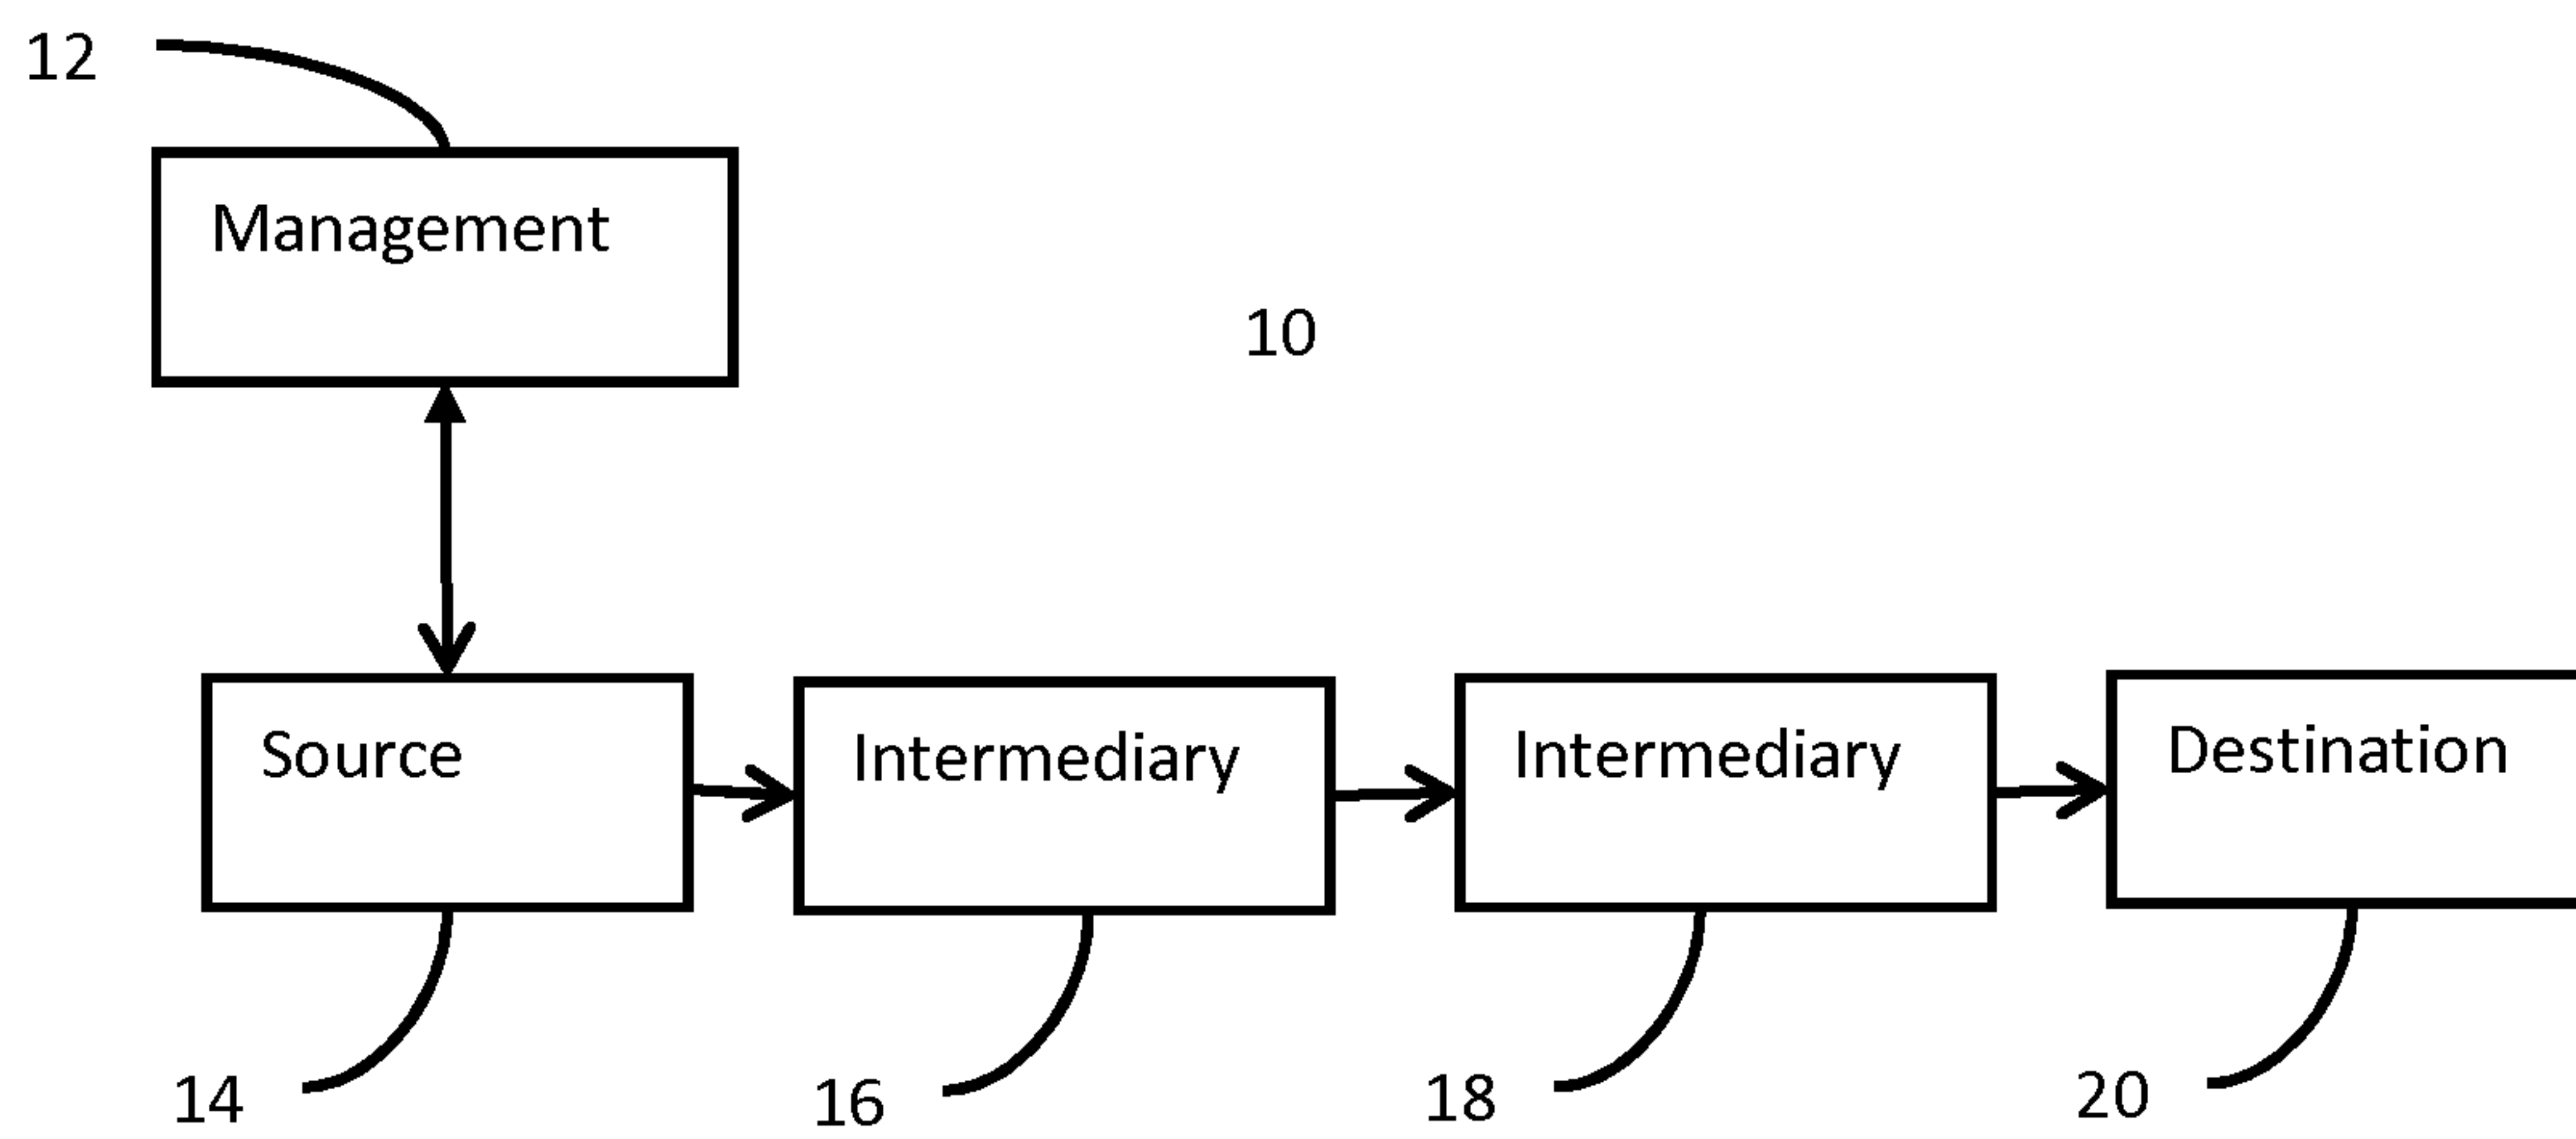 12
Management
10
Source
Intermediary
Intermediary
Destination
14
16
18
20